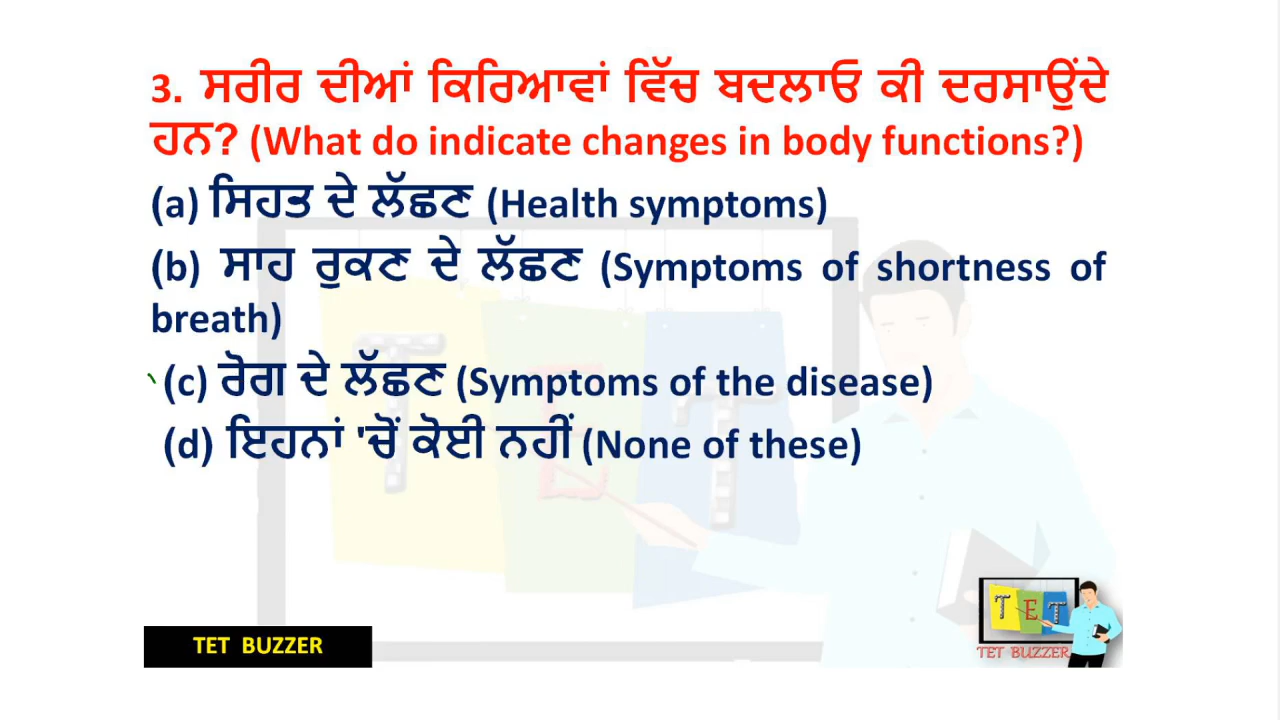 3. ਸਰੀਰ ਦੀਆਂ ਕਿਰਿਆਵਾਂ ਵਿੱਚ ਬਦਲਾਓ ਕੀ ਦਰਸਾਉਂਦੇ
ਹਨ? (What do indicate changes in body functions?)
(a) ਸਿਹਤ ਦੇ ਲੱਛਣ (Health symptoms)
(b) ਸਾਹ ਰੁਕਣ ਦੇ ਲੱਛਣ (Symptoms of shortness of
breath)
(c) ਰੋਗ ਦੇ ਲੱਛਣ (Symptoms of the disease)
(d) ਇਹਨਾਂ 'ਚੋਂ ਕੋਈ ਨਹੀਂ (None of these)
T E T
TET BUZZER
T E T
TET BUZZER